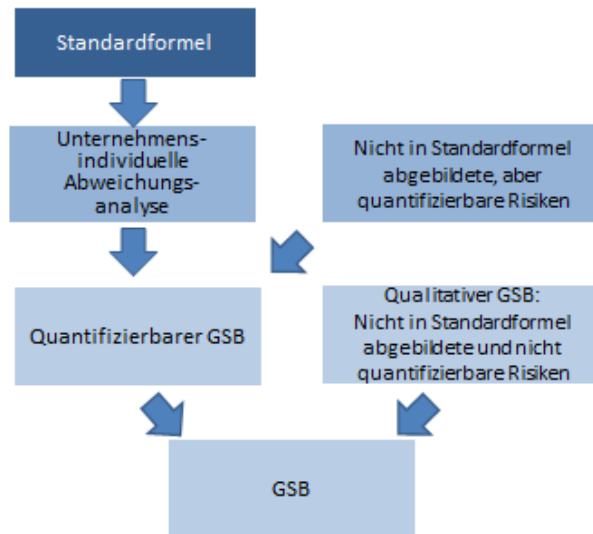 Standardformel
Unternehmens-
individuelle
Abweichungs-
analyse
Nicht in Standardformel
abgebildete, aber
quantifizierbare Risiken
Quantifizierbarer GSB
Qualitativer GSB:
Nicht in Standardformel
abgebildete und nicht
quantifizierbare Risiken
GSB